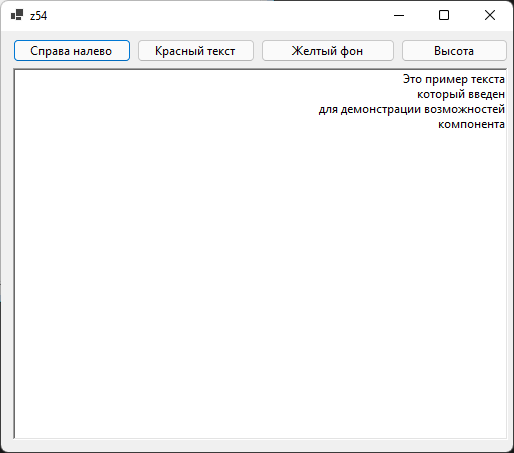 z54
Справа налево Красный текст Желтый фон Высота
Это пример текста
который введен
для демонстрации возможностей
компонента